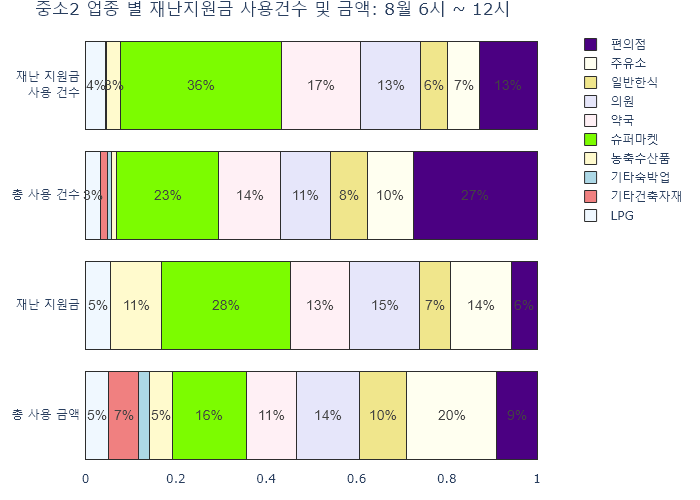 중소2 업종 별 재난지원금 사용건수 및 금액: 8월 6시 ~ 12시
재난 지원금
사용 건수
4%
3%
36%
17%
13%
6%
7%
13%
총 사용 건수
3%
23%
14%
11%
8%
10%
27%
재난 지원금
5%
11%
28%
13%
15%
7%
14%
6%
총 사용 금액
5%
7%
5%
16%
11%
14%
10%
20%
9%
0
0.2
0.4
0.6
0.8
1
편의점
주유소
일반한식
의원
약국
슈퍼마켓
농축수산품
기타숙박업
기타건축자재
LPG